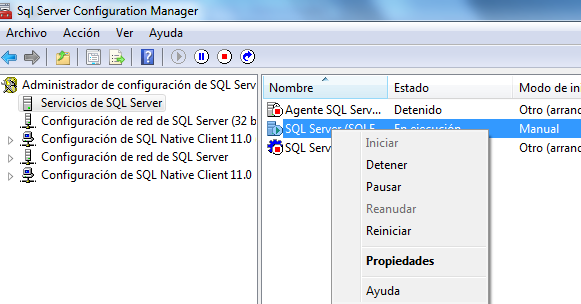 Sql Server Configuration Manager
Archivo Acción Ver Ayuda
Administrador de configuración de SQL Serv
Servicios de SQL Server
Configuración de red de SQL Server (32 b
Configuración de SQL Native Client 11.0
Configuración de red de SQL Server
Configuración de SQL Native Client 11.0
Nombre Estado Modo de in
Agente SQL Serv... Detenido Otro (arranc
SQL Server (SQLE En ejecución Manual
SQL Serv Otro (arranc
Iniciar
Detener
Pausar
Reanudar
Reiniciar
Propiedades
Ayuda